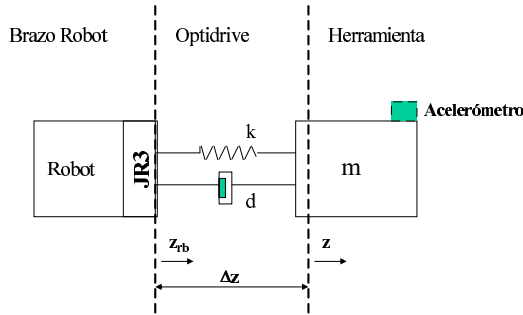 Brazo Robot
Optidrive
Herramienta
Acelerómetro
k
Robot
JR3
m
d
z_rb
z
Δz